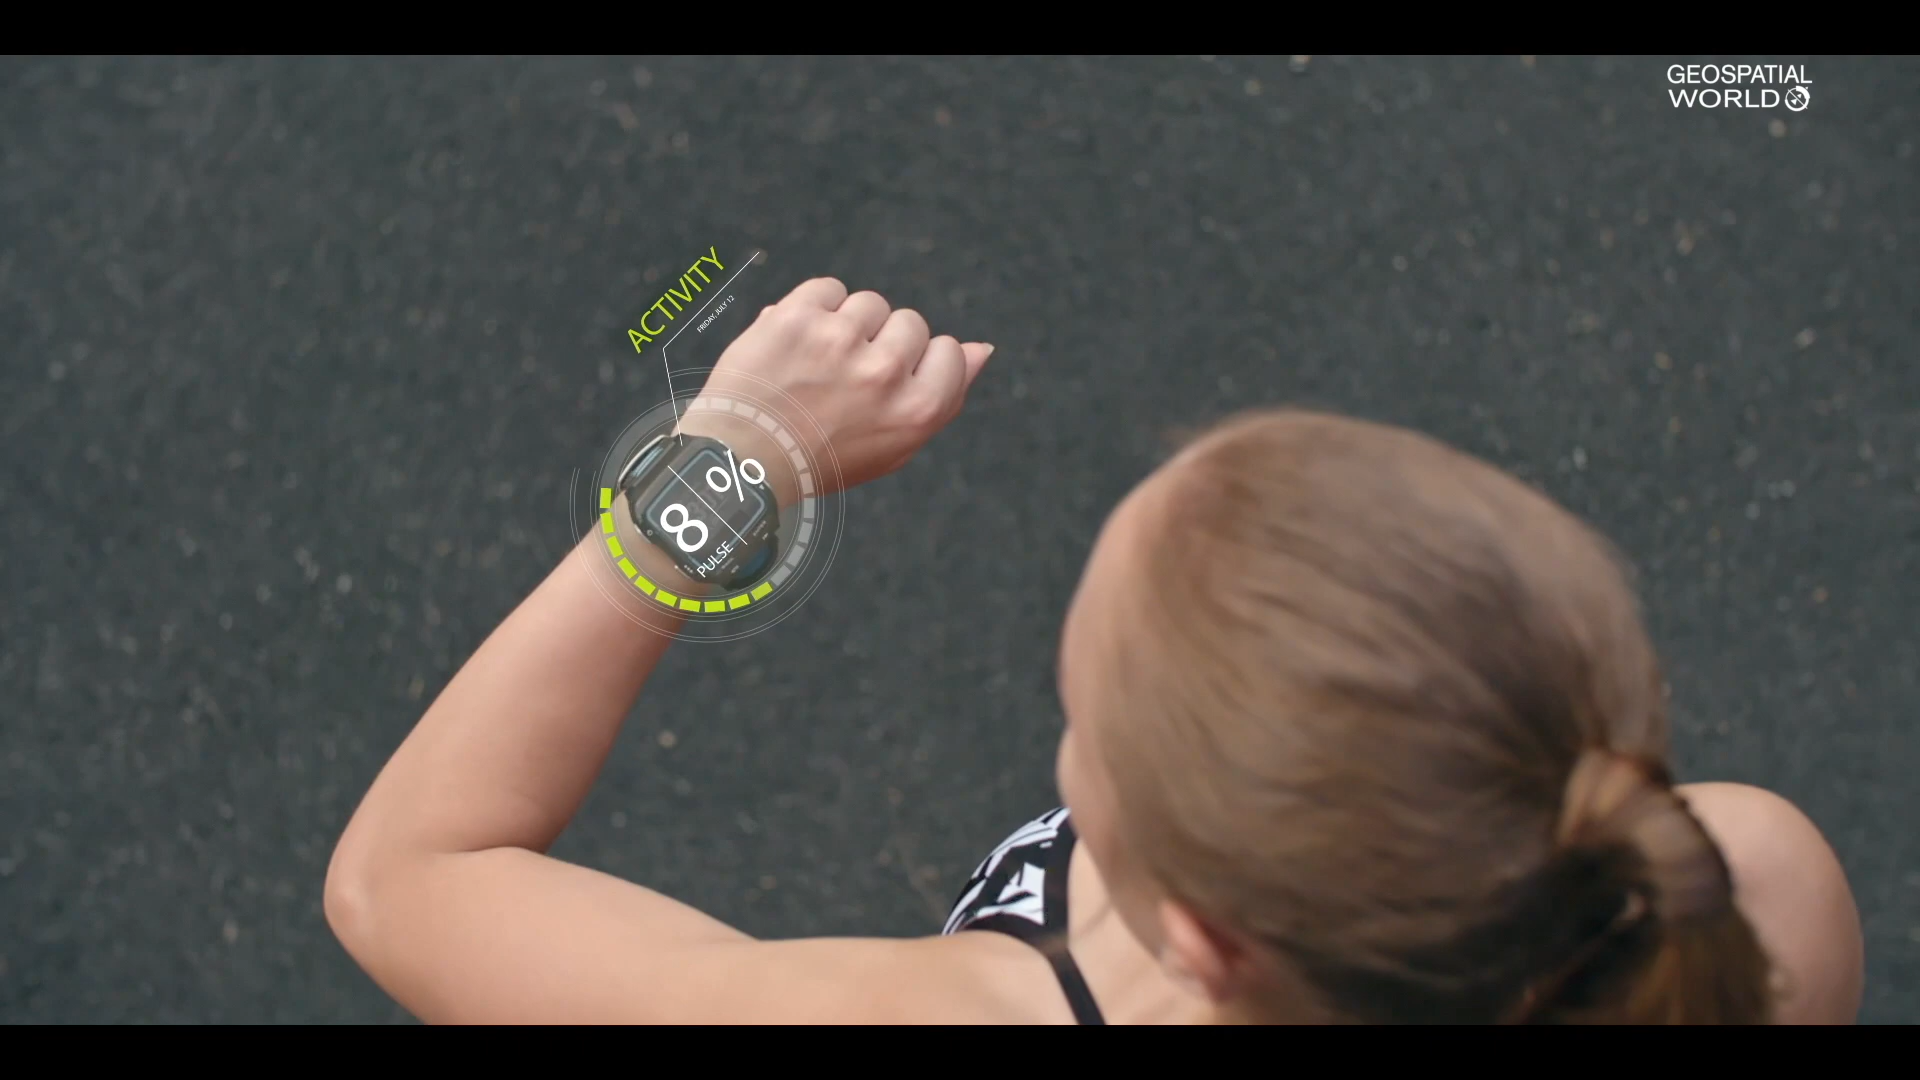 GEOSPATIAL
WORLD
ACTIVITY
FRIDAY, JULY 12
8 %
PULSE